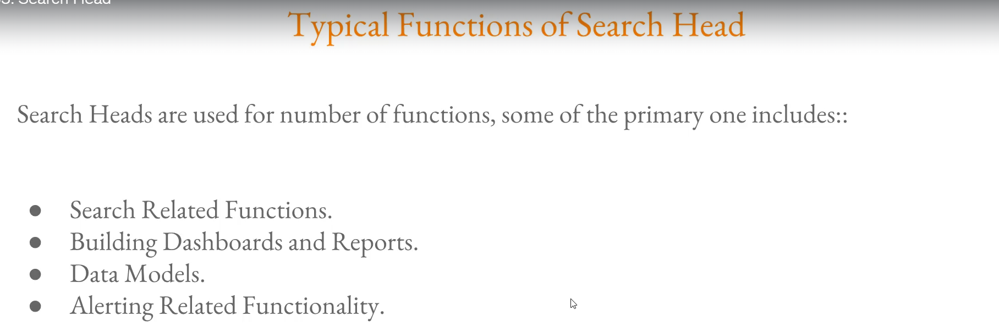 Search Head
Typical Functions of Search Head
Search Heads are used for number of functions, some of the primary one includes::
● Search Related Functions.
● Building Dashboards and Reports.
● Data Models.
● Alerting Related Functionality.